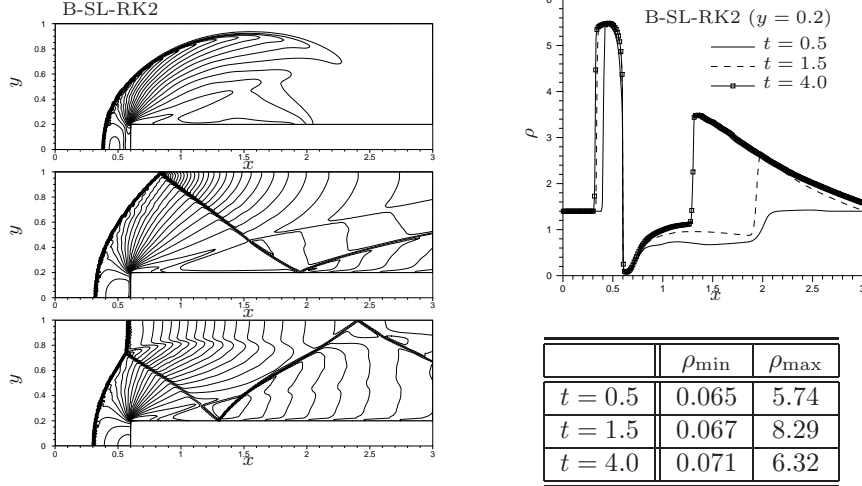 B-SL-RK2
1
0.8
0.6
y
0.4
0.2
0
0 0.5 1 1.5 2 2.5 3
x
1
0.8
0.6
y
0.4
0.2
0
0 0.5 1 1.5 2 2.5 3
x
1
0.8
0.6
y
0.4
0.2
0
0 0.5 1 1.5 2 2.5 3
x
6
5
4
ρ
3
2
1
0
B-SL-RK2 (y = 0.2)
t = 0.5
t = 1.5
t = 4.0
0 0.5 1 1.5 2 2.5 3
x
ρmin ρmax
t = 0.5 0.065 5.74
t = 1.5 0.067 8.29
t = 4.0 0.071 6.32